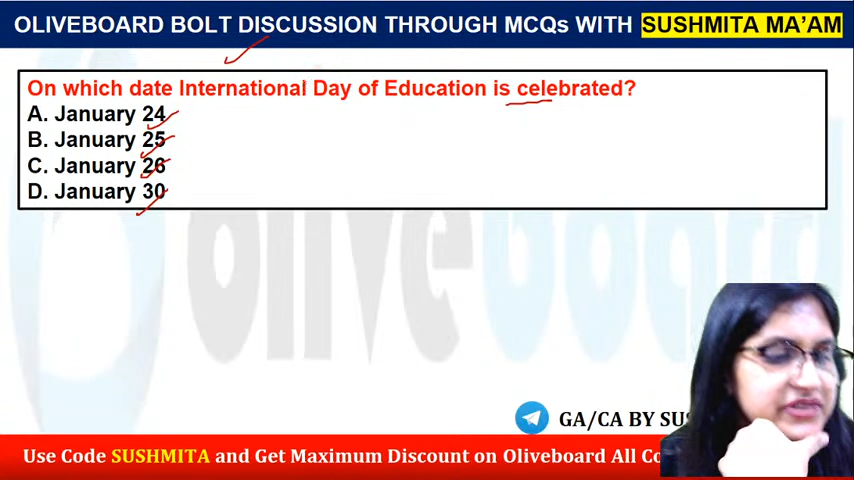 OLIVEBOARD BOLT DISCUSSION THROUGH MCQs WITH SUSHMITA MA'AM
On which date International Day of Education is celebrated?
A. January 24
B. January 25
C. January 26
D. January 30
oliveboard
GA/CA BY
Use Code SUSHMITA and Get Maximum Discount on Oliveboard All